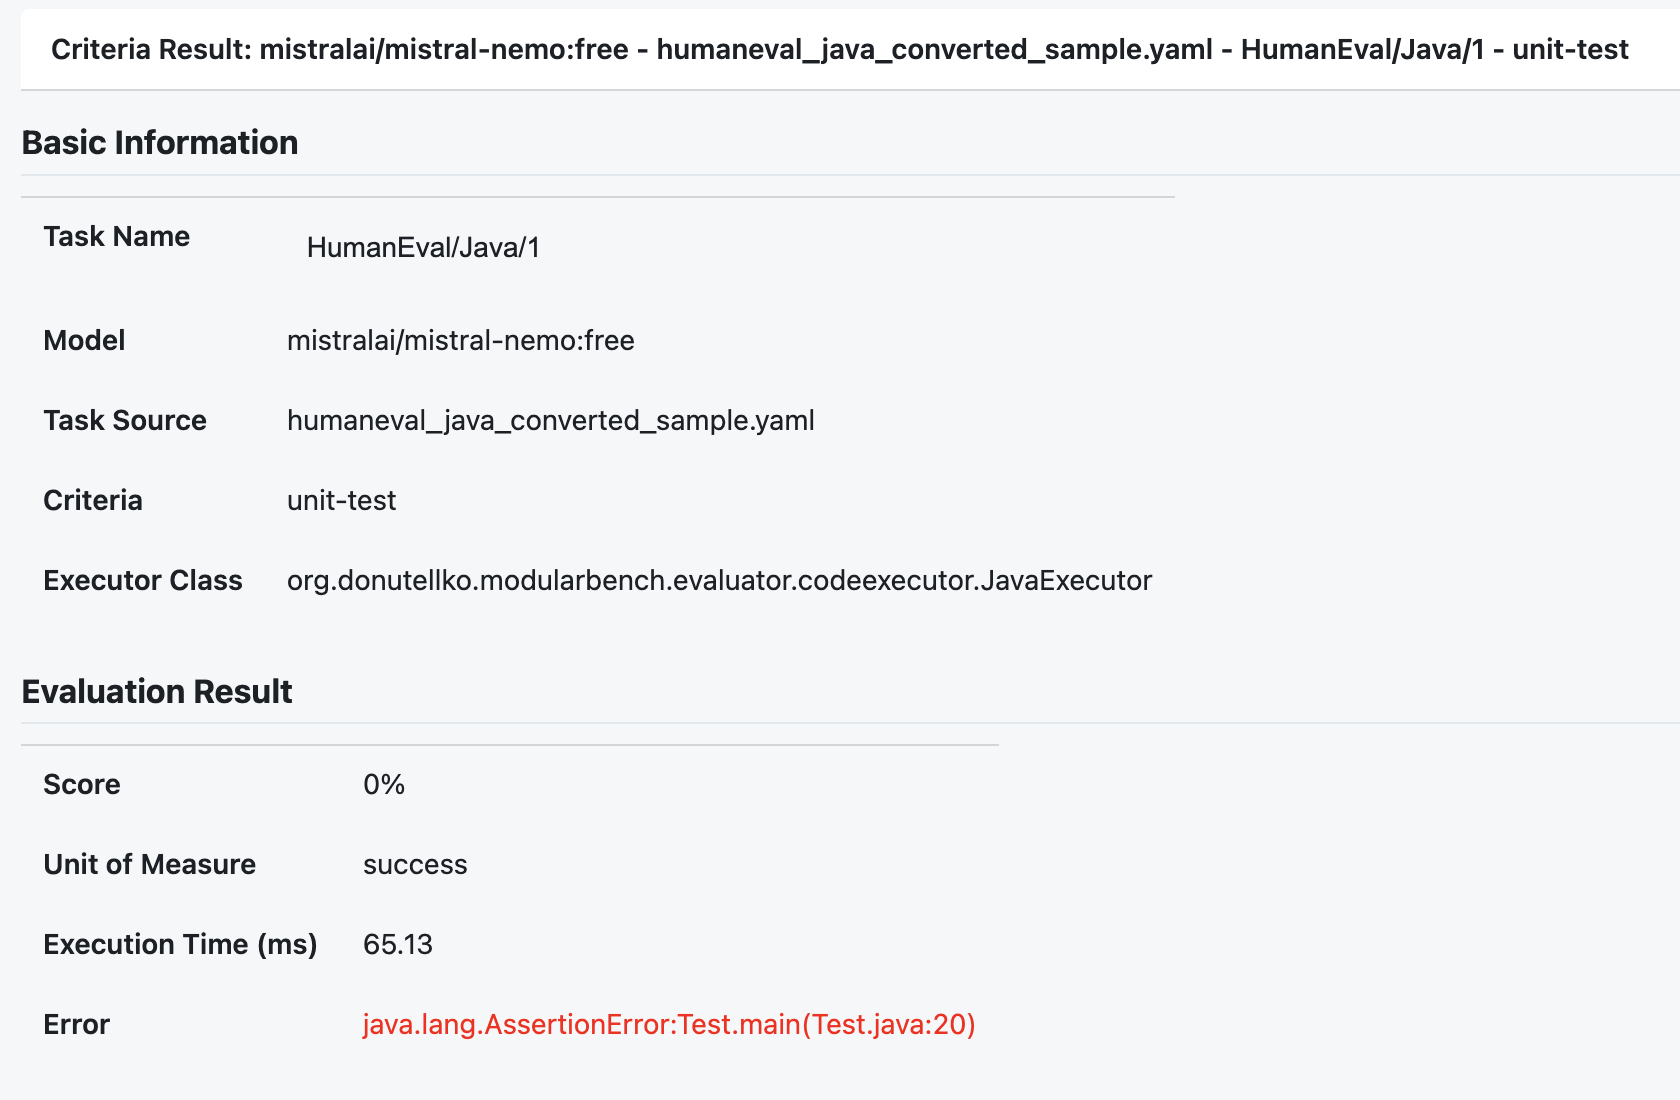 Criteria Result: mistralai/mistral-nemo:free - humaneval_java_converted_sample.yaml - HumanEval/Java/1 - unit-test
Basic Information
Task Name HumanEval/Java/1
Model mistralai/mistral-nemo:free
Task Source humaneval_java_converted_sample.yaml
Criteria unit-test
Executor Class org.donutellko.modularbench.evaluator.codeexecutor.JavaExecutor
Evaluation Result
Score 0%
Unit of Measure success
Execution Time (ms) 65.13
Error java.lang.AssertionError:Test.main(Test.java:20)